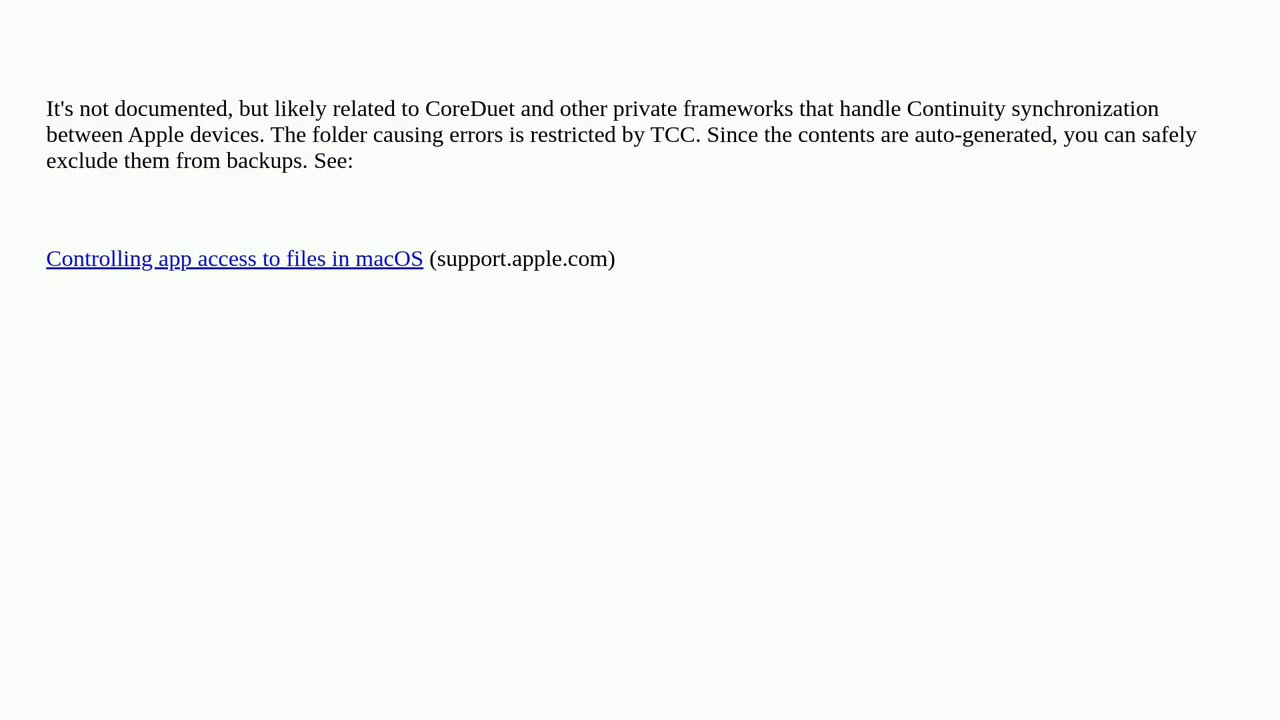 It's not documented, but likely related to CoreDuet and other private frameworks that handle Continuity synchronization
between Apple devices. The folder causing errors is restricted by TCC. Since the contents are auto-generated, you can safely
exclude them from backups. See:
Controlling app access to files in macOS (support.apple.com)